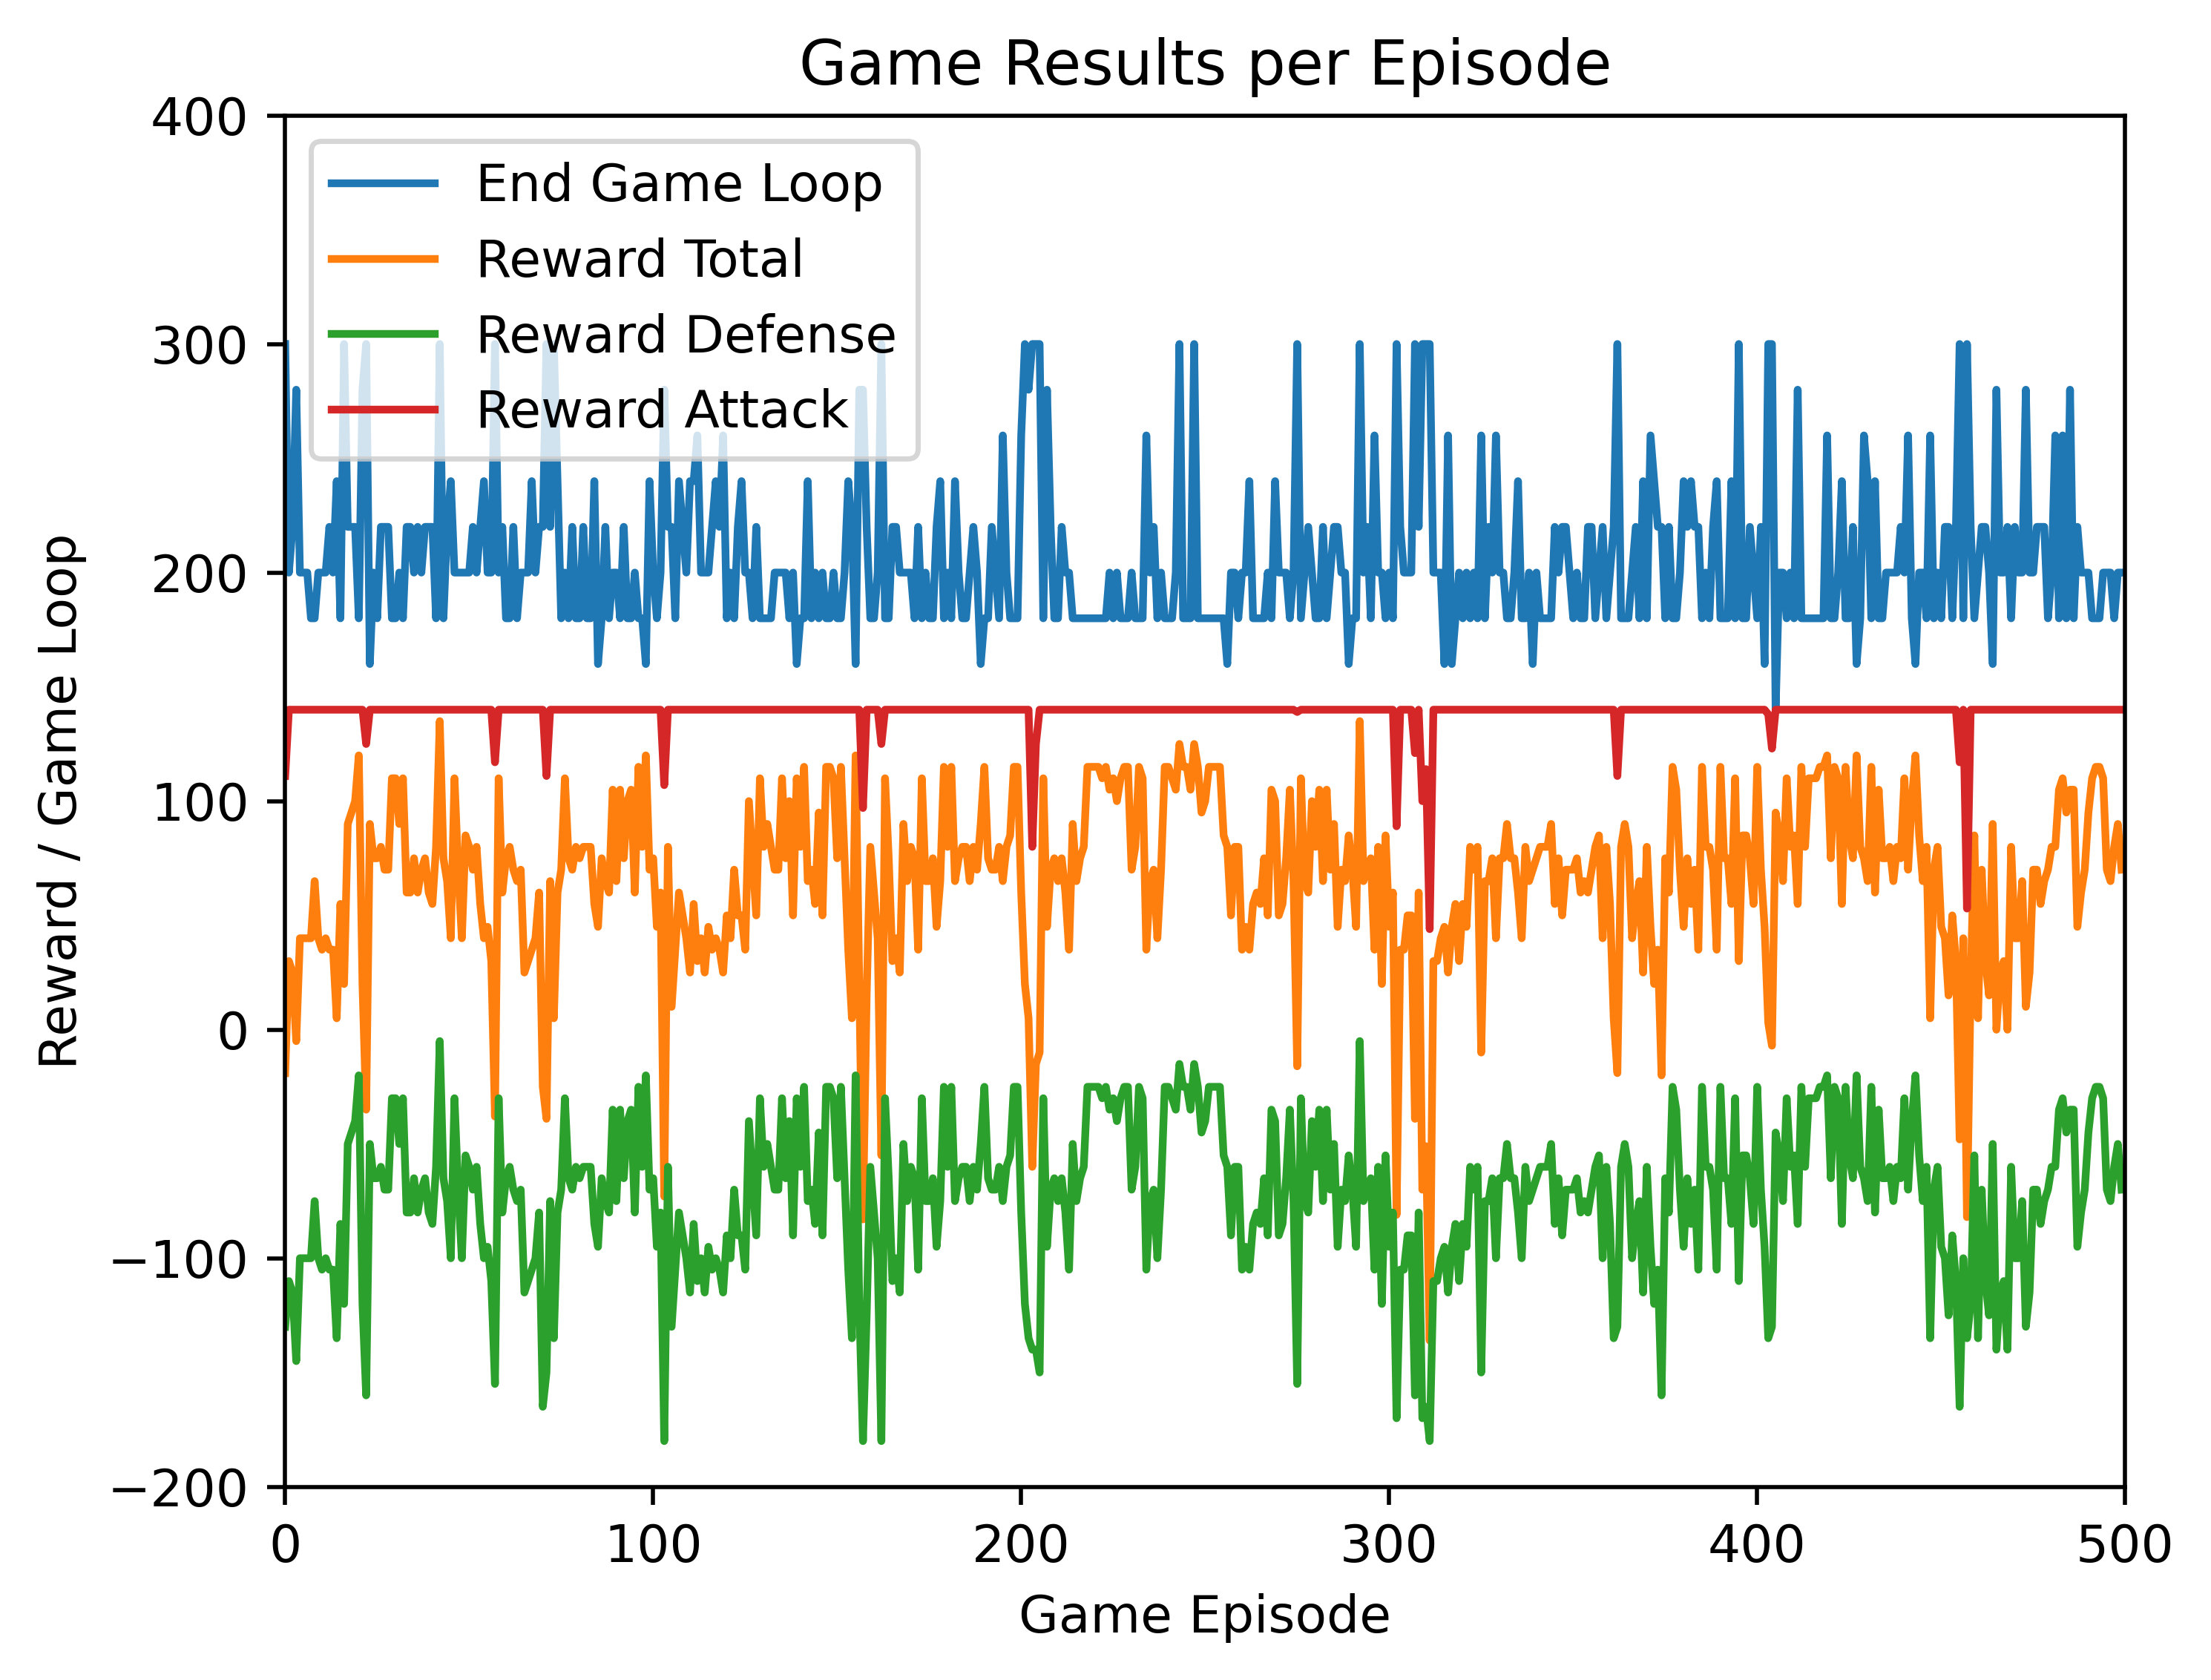 Game Results per Episode
400
300
200
100
0
−100
−200
Reward / Game Loop
End Game Loop
Reward Total
Reward Defense
Reward Attack
0 100 200 300 400 500
Game Episode